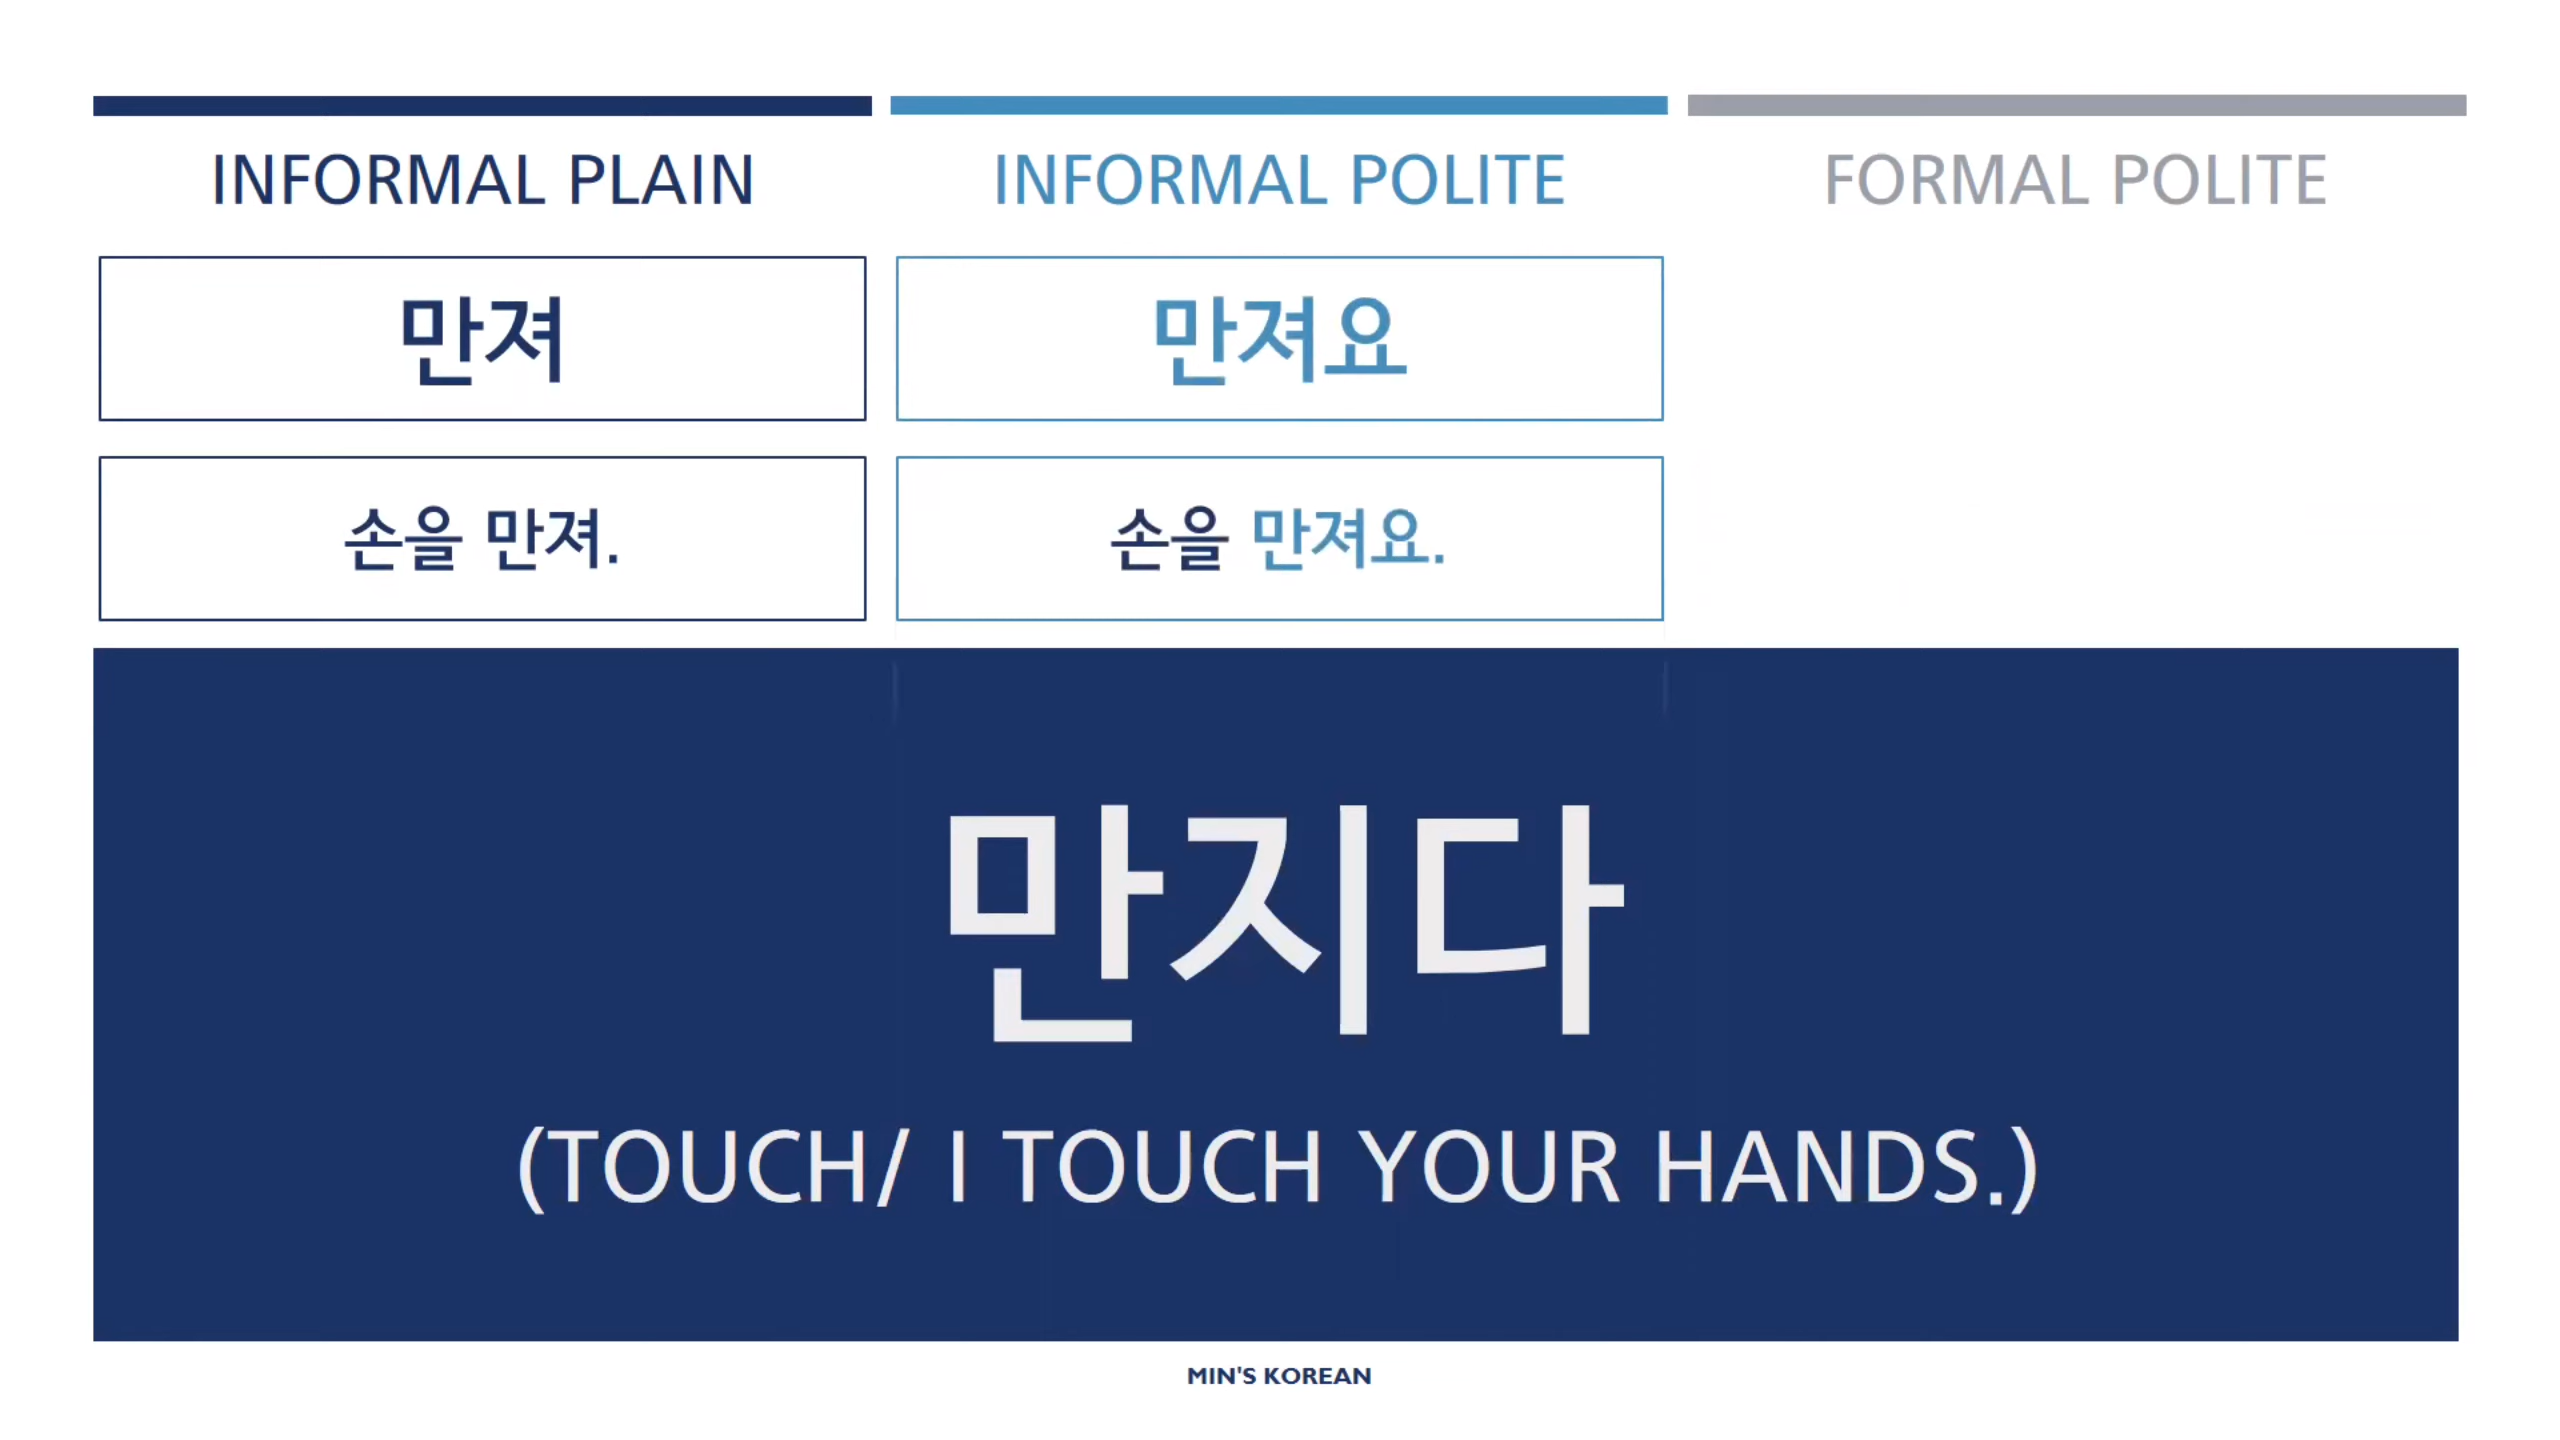 INFORMAL PLAIN
INFORMAL POLITE
FORMAL POLITE
만져
만져요
손을 만져.
손을 만져요.
만지다
(TOUCH/ I TOUCH YOUR HANDS.)
MIN'S KOREAN